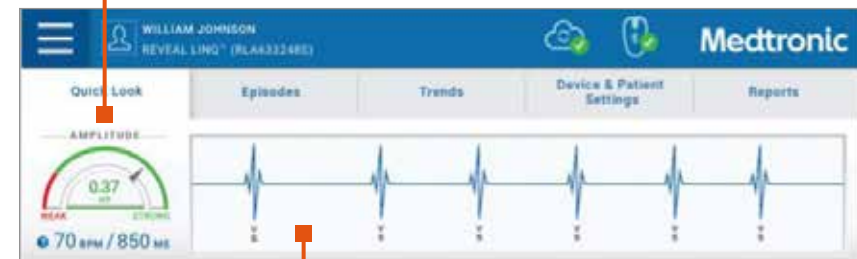 WILLIAM JOHNSON
REVEAL LINQ™
Medtronic
Quick Look
Episodes
Trends
Device & Patient
Settings
Reports
AMPLITUDE
0.37
mV
WEAK
STRONG
70 BPM / 850 MS